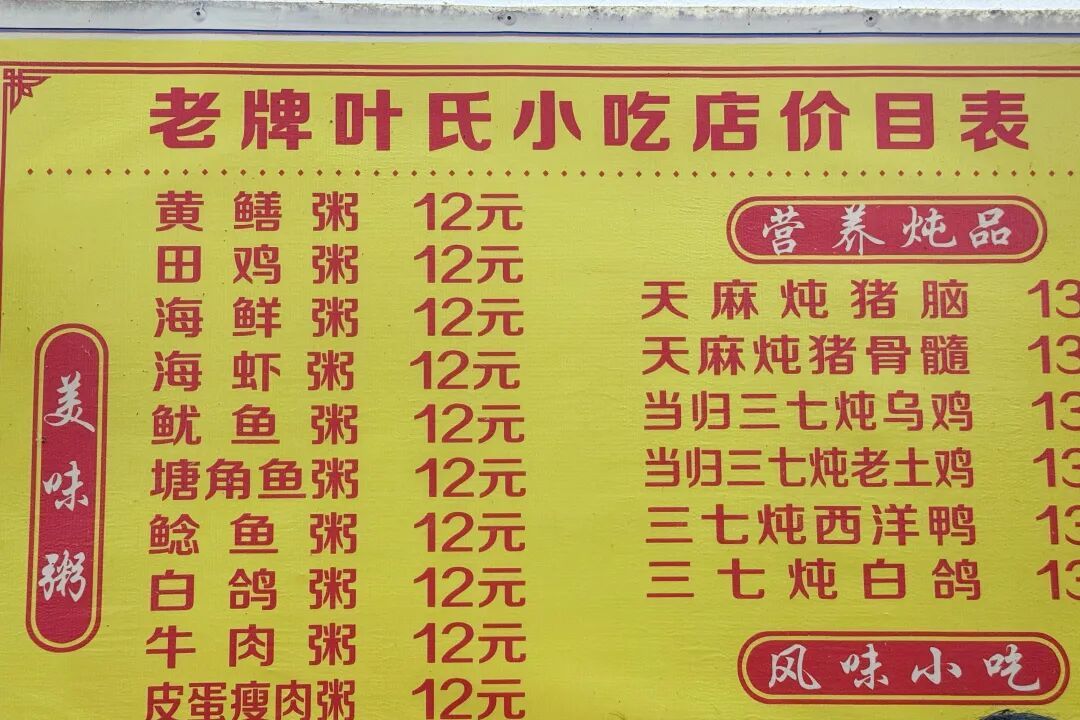 老牌叶氏小吃店价目表
美味粥
黄鳝粥 12元
田鸡粥 12元
海鲜粥 12元
海虾粥 12元
鱿鱼粥 12元
塘角鱼粥 12元
鲶鱼粥 12元
白鸽粥 12元
牛肉粥 12元
皮蛋瘦肉粥 12元
营养炖品
天麻炖猪脑 13
天麻炖猪骨髓 13
当归三七炖乌鸡 13
当归三七炖老土鸡 13
三七炖西洋鸭 13
三七炖白鸽 13
风味小吃